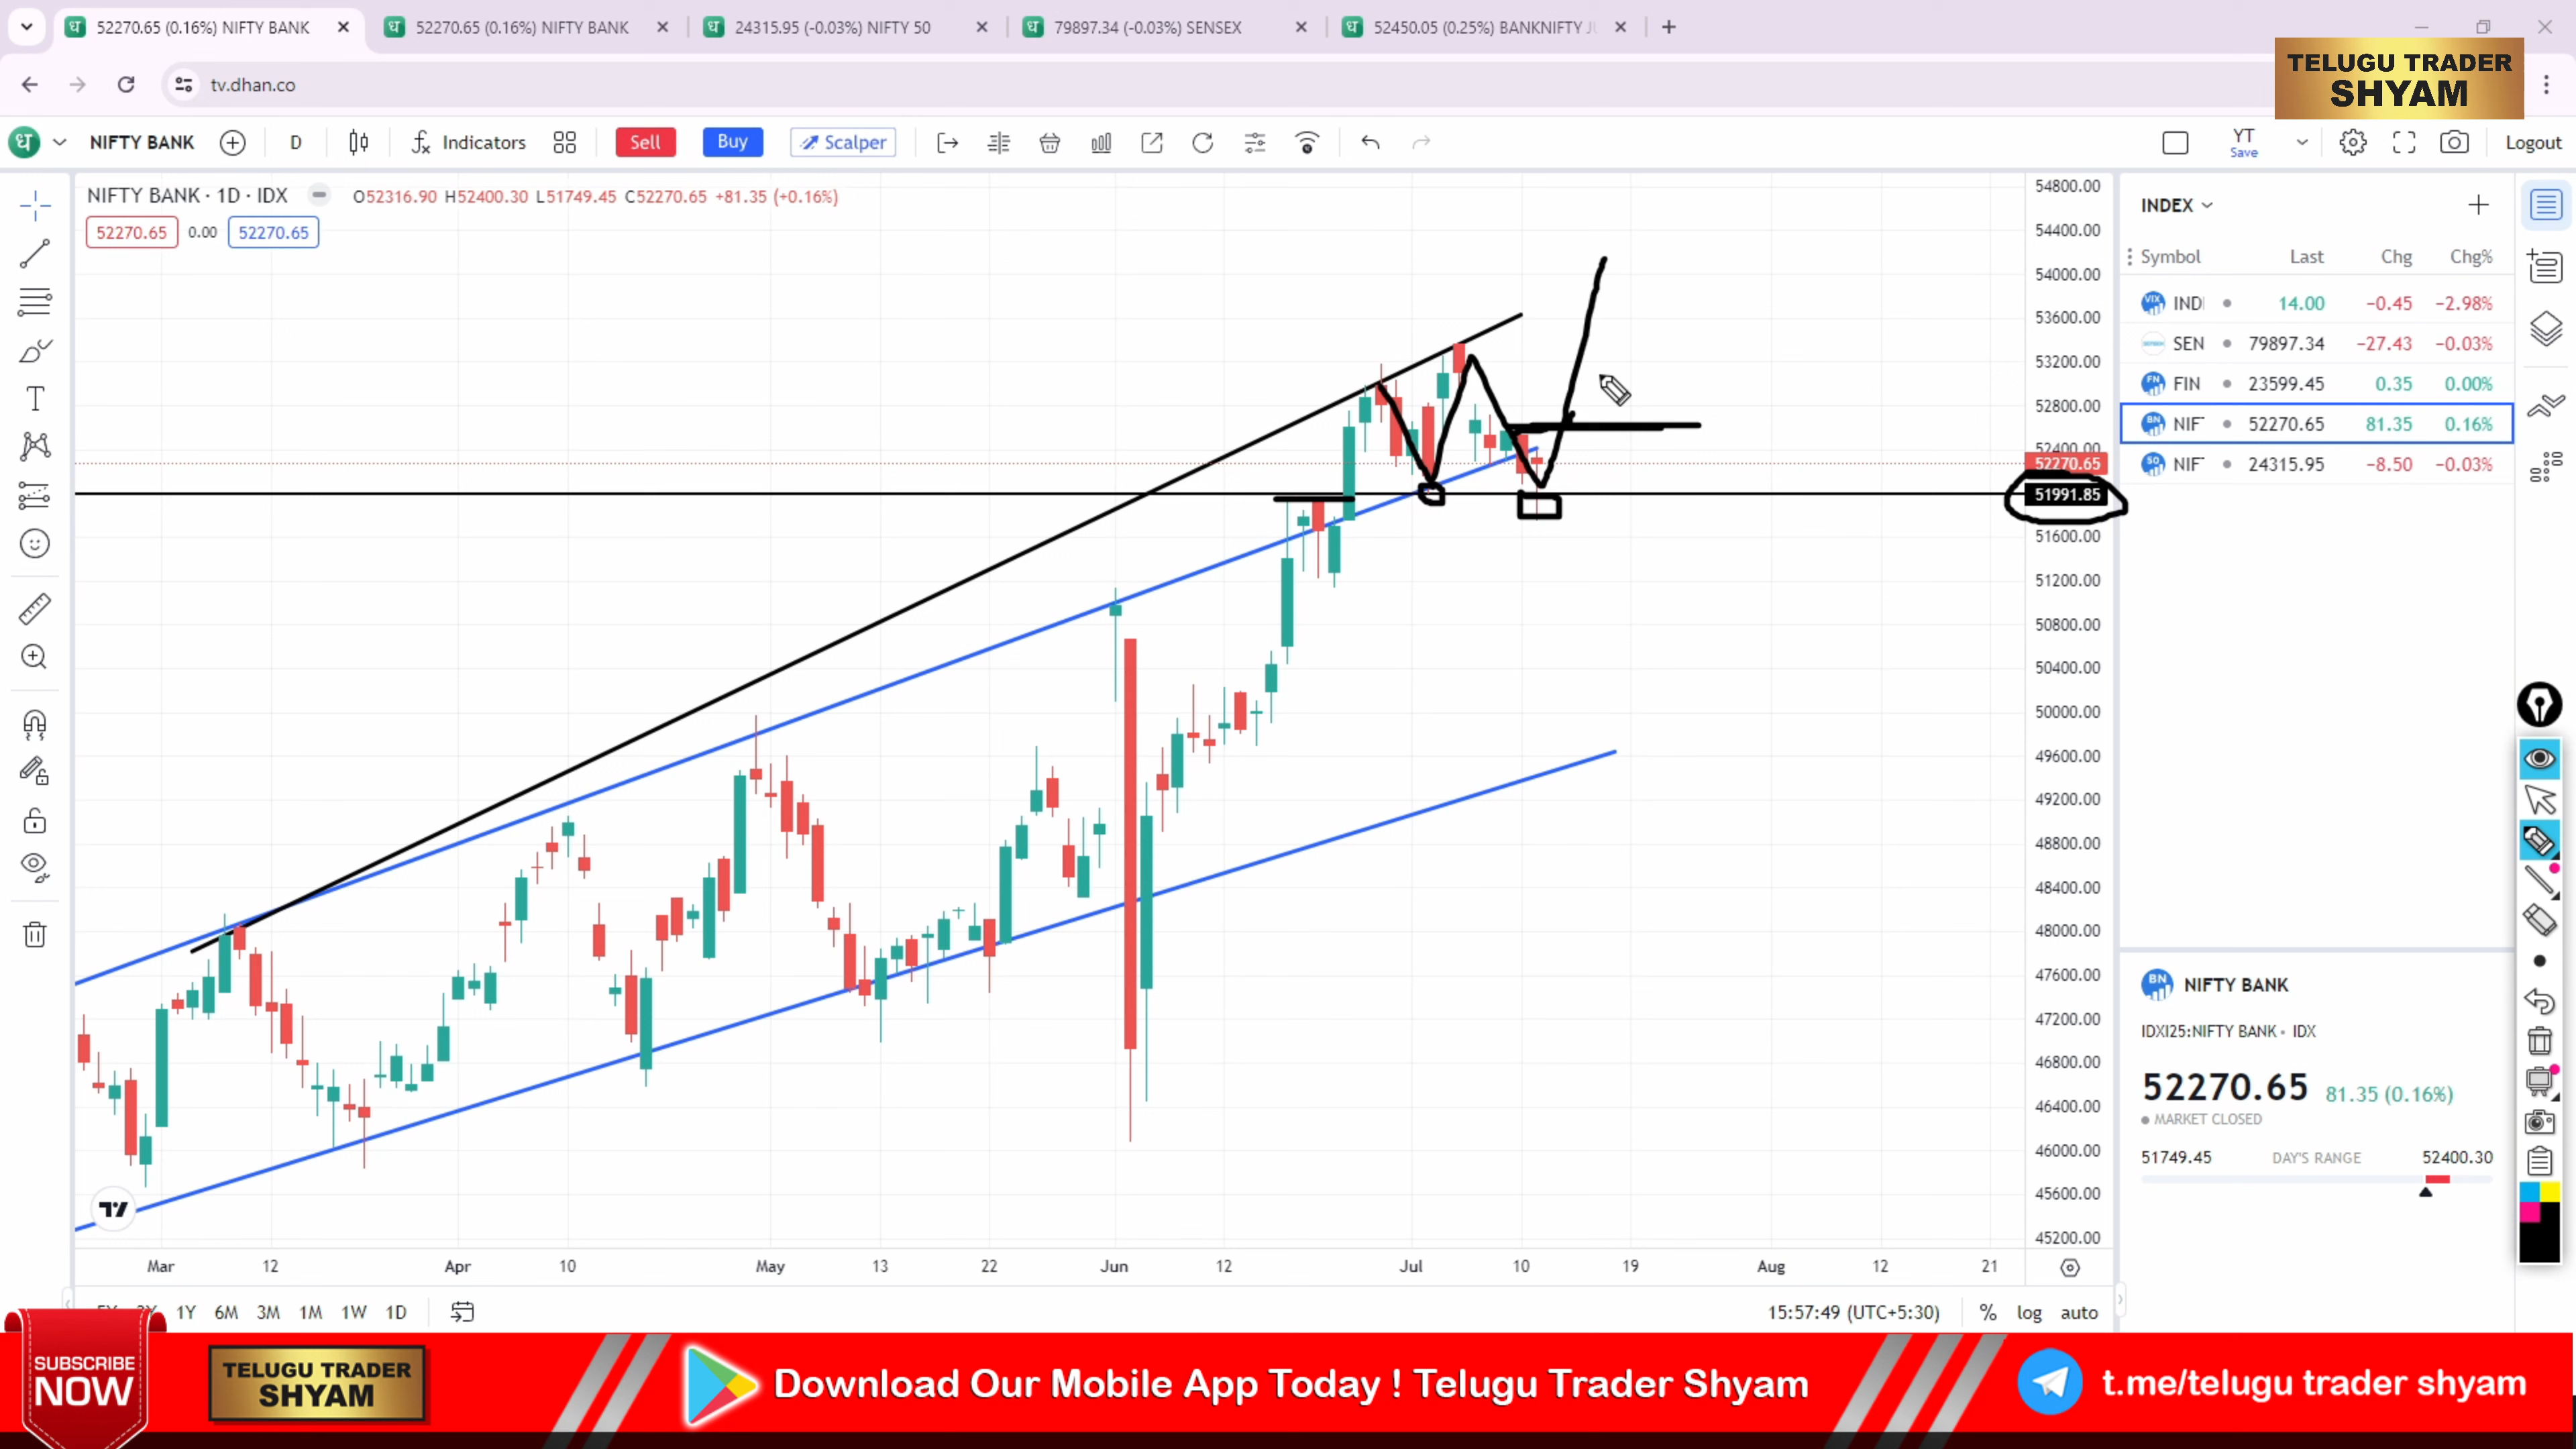 52270.65 (0.16%) NIFTY BANK
52270.65 (0.16%) NIFTY BANK
24315.95 (-0.03%) NIFTY 50
79897.34 (-0.03%) SENSEX
52450.05 (0.25%) BANKNIFTY
tv.dhan.co
TELUGU TRADER
SHYAM
NIFTY BANK
D
Indicators
Sell
Buy
Scalper
YT
Save
Logout
NIFTY BANK · 1D · IDX
O52316.90 H52400.30 L51749.45 C52270.65 +81.35 (+0.16%)
52270.65
0.00
52270.65
54800.00
54400.00
54000.00
53600.00
53200.00
52800.00
52400.00
52270.65
51991.85
51600.00
51200.00
50800.00
50400.00
50000.00
49600.00
49200.00
48800.00
48400.00
48000.00
47600.00
47200.00
46800.00
46400.00
46000.00
45600.00
45200.00
Mar 12 Apr 10 May 13 22 Jun 12 Jul 10 19 Aug 12 21
1Y 6M 3M 1M 1W 1D
15:57:49 (UTC+5:30)
% log auto
INDEX
Symbol Last Chg Chg%
IND 14.00 −0.45 −2.98%
SEN 79897.34 −27.43 −0.03%
FIN 23599.45 0.35 0.00%
NIF 52270.65 81.35 0.16%
NIF 24315.95 −8.50 −0.03%
BN
NIFTY BANK
IDXI25:NIFTY BANK • IDX
52270.65 81.35 (0.16%)
MARKET CLOSED
51749.45 DAY'S RANGE 52400.30
SUBSCRIBE
NOW
TELUGU TRADER
SHYAM
Download Our Mobile App Today ! Telugu Trader Shyam
t.me/telugu trader shyam